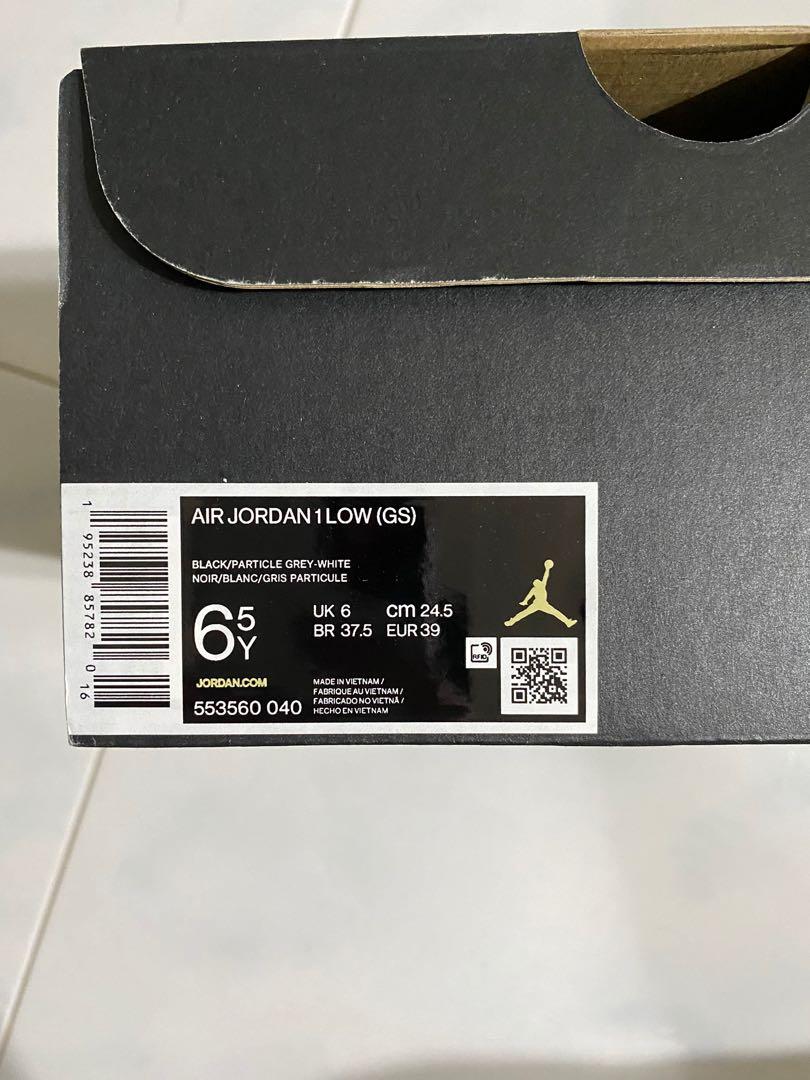 AIR JORDAN 1 LOW (GS)
BLACK/PARTICLE GREY-WHITE
NOIR/BLANC/GRIS PARTICULE
6 5 Y
UK 6 cm 24.5
BR 37.5 EUR 39
RFID
JORDAN.COM
553560 040
MADE IN VIETNAM /
FABRIQUE AU VIETNAM /
FABRICADO NO VIETNÃ /
HECHO EN VIETNAM
1 95238 85782 0 16